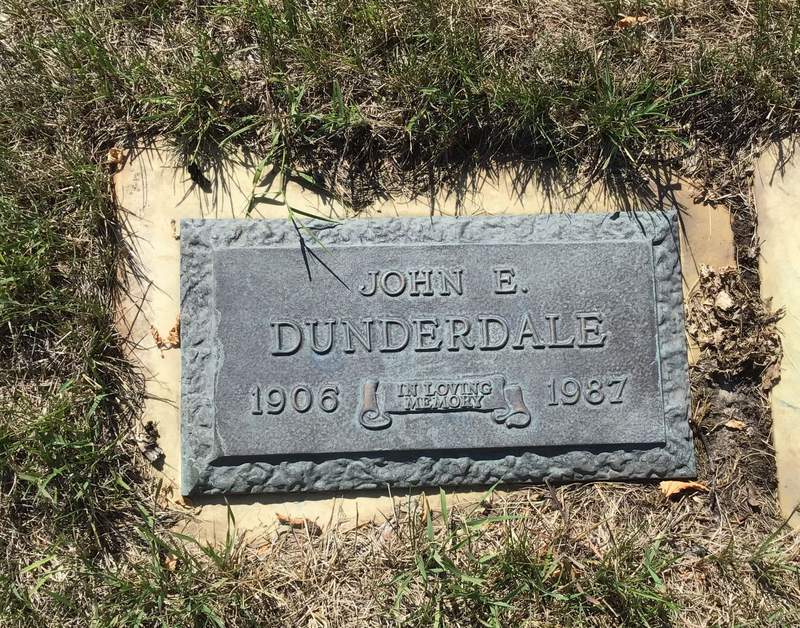 JOHN E.
DUNDERDALE
1906 IN LOVING MEMORY 1987